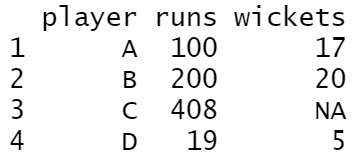 player runs wickets
1 A 100 17
2 B 200 20
3 C 408 NA
4 D 19 5